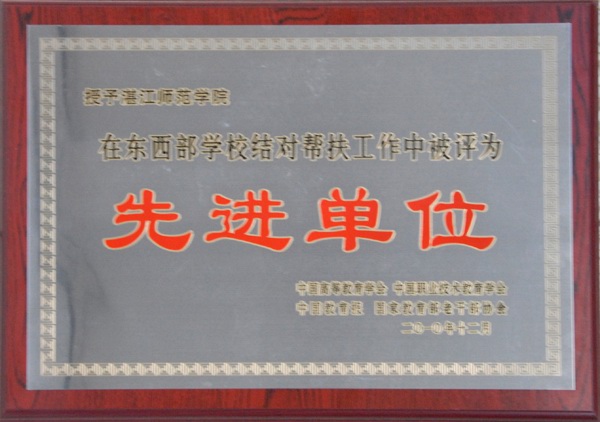 授予湛江师范学院
在东西部学校结对帮扶工作中被评为
先进单位
中国高等教育学会 中国职业技术教育学会
中国教育报 国家教育部老干部协会
二〇一〇年十二月